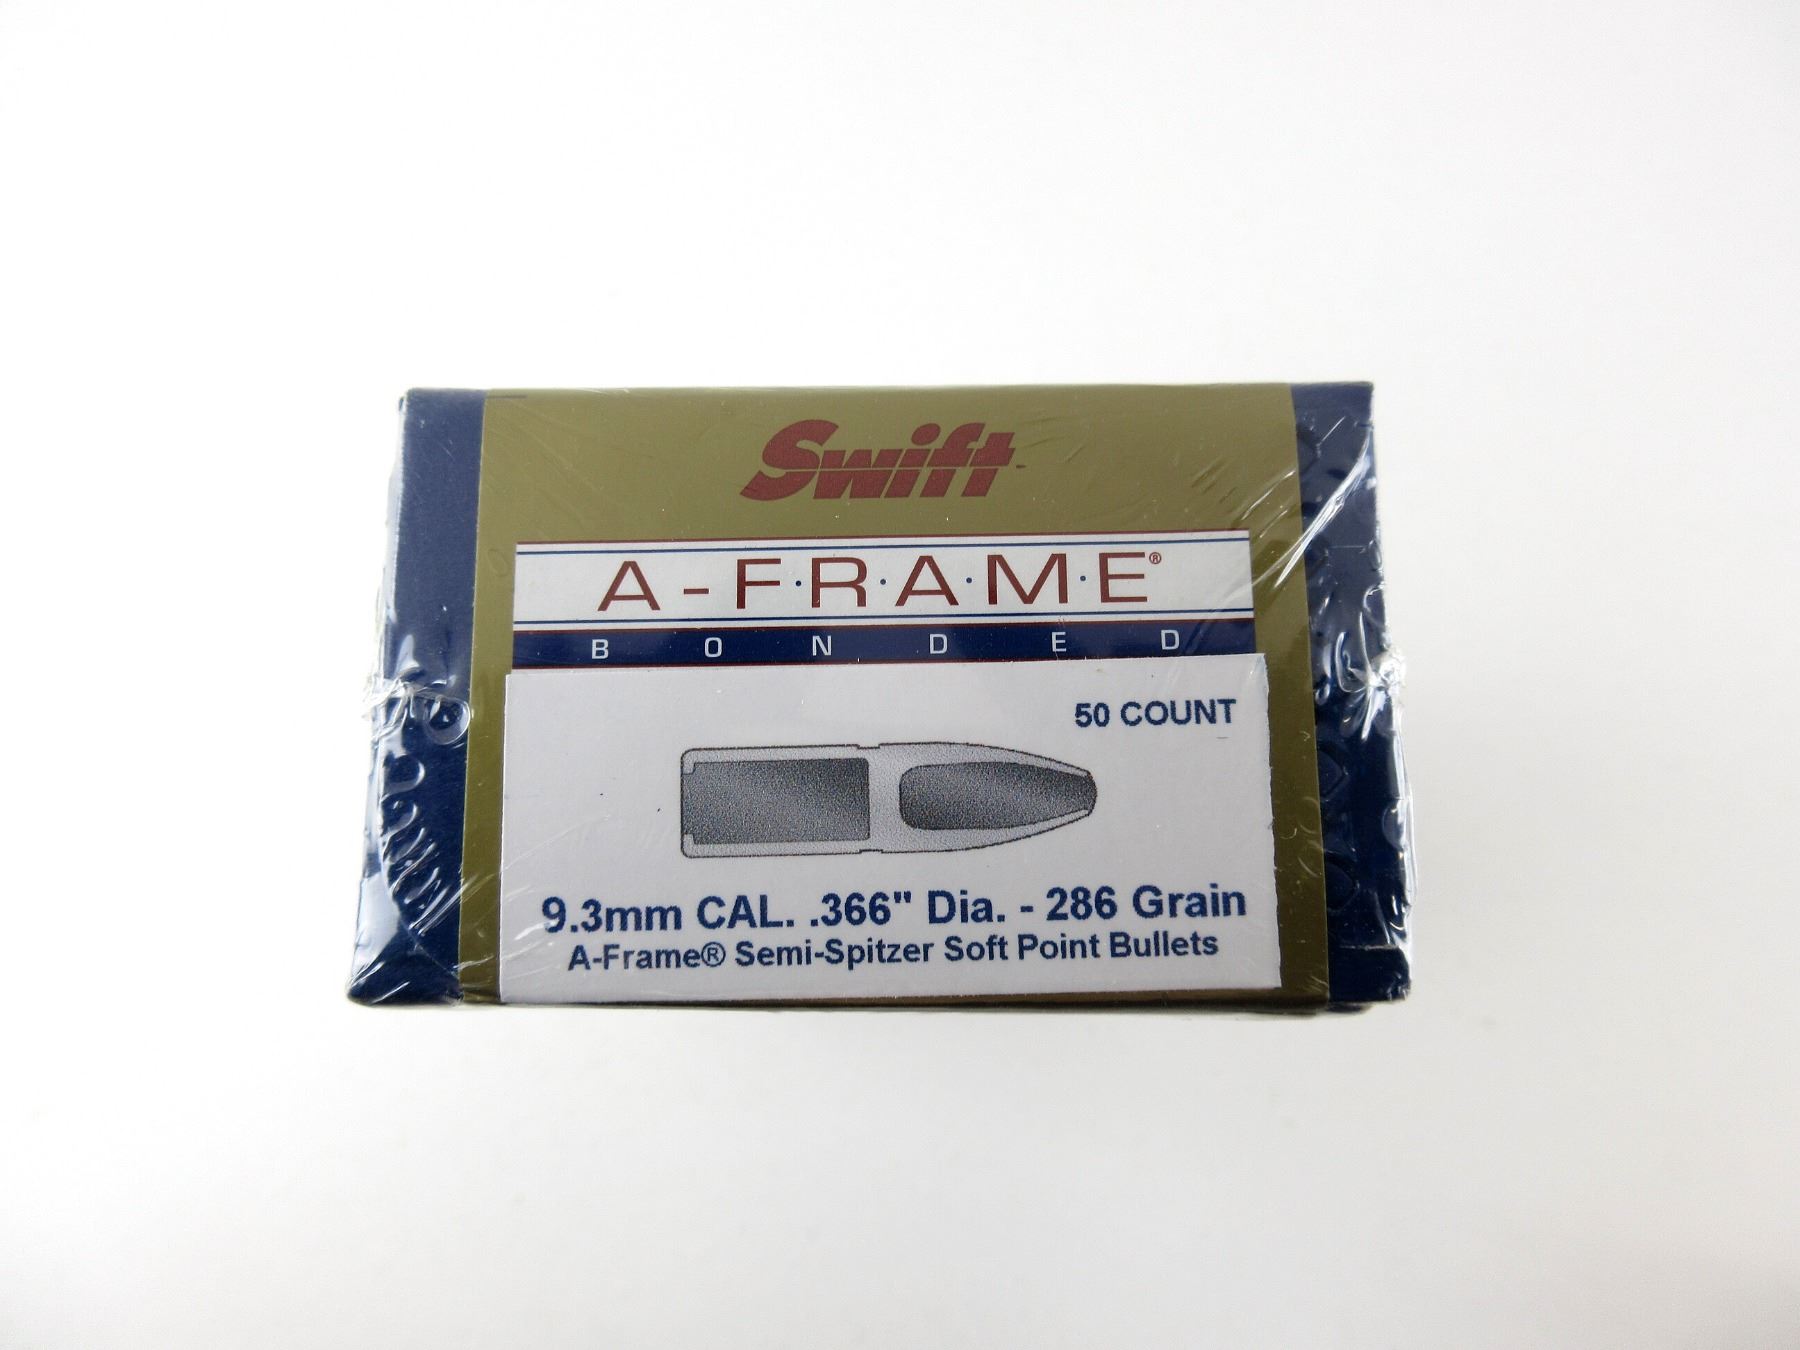 Swift
A-F·R·A·M·E®
BONDED
50 COUNT
9.3mm CAL. .366" Dia. - 286 Grain
A-Frame® Semi-Spitzer Soft Point Bullets